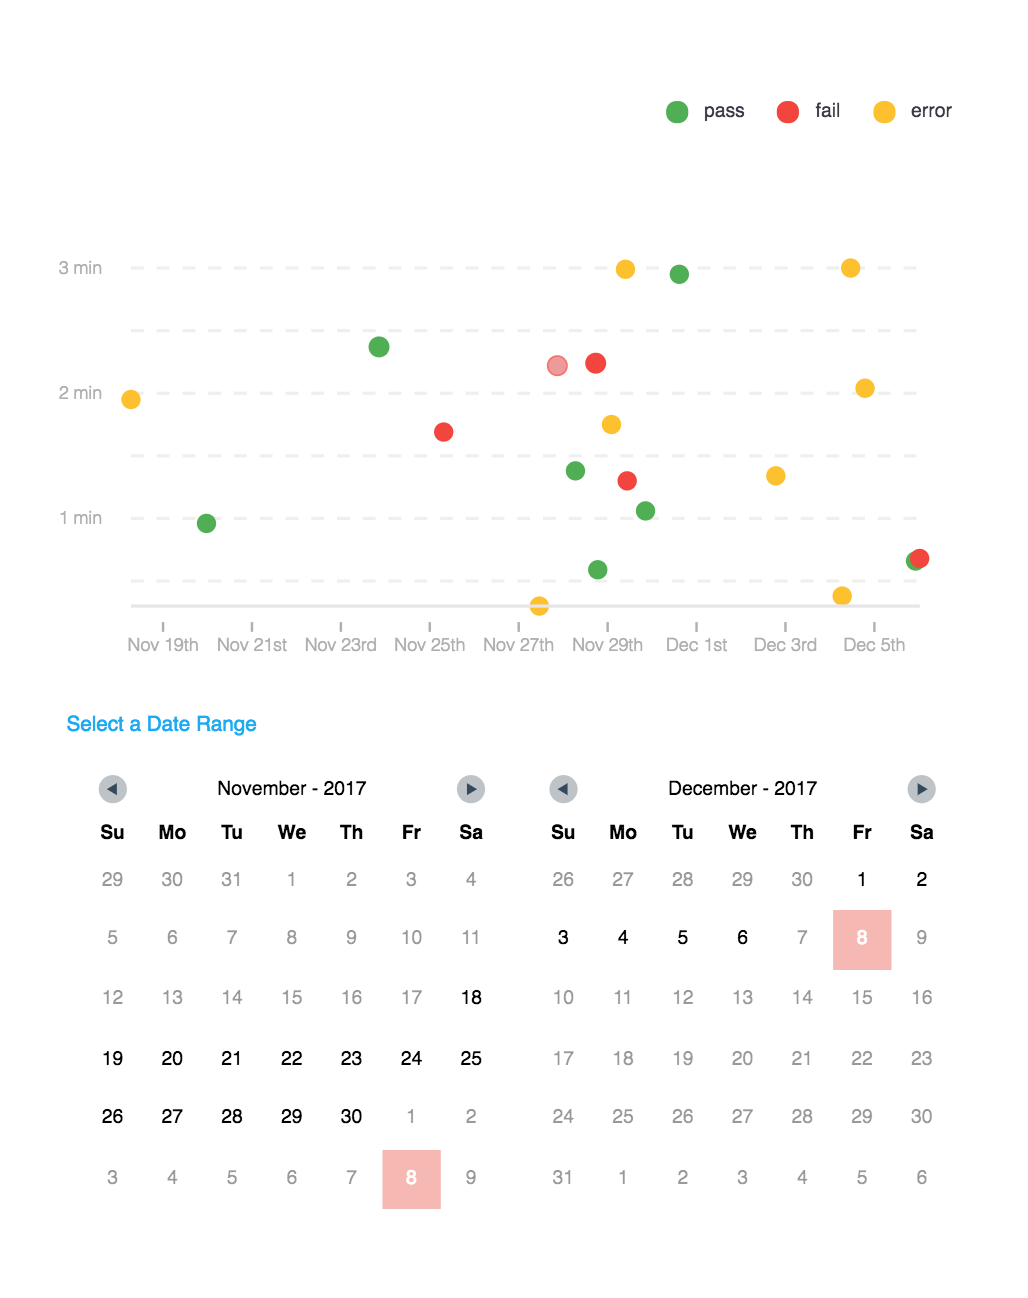 pass fail error
3 min
2 min
1 min
Nov 19th Nov 21st Nov 23rd Nov 25th Nov 27th Nov 29th Dec 1st Dec 3rd Dec 5th
Select a Date Range
November - 2017
Su Mo Tu We Th Fr Sa
29 30 31 1 2 3 4
5 6 7 8 9 10 11
12 13 14 15 16 17 18
19 20 21 22 23 24 25
26 27 28 29 30 1 2
3 4 5 6 7 8 9
December - 2017
Su Mo Tu We Th Fr Sa
26 27 28 29 30 1 2
3 4 5 6 7 8 9
10 11 12 13 14 15 16
17 18 19 20 21 22 23
24 25 26 27 28 29 30
31 1 2 3 4 5 6